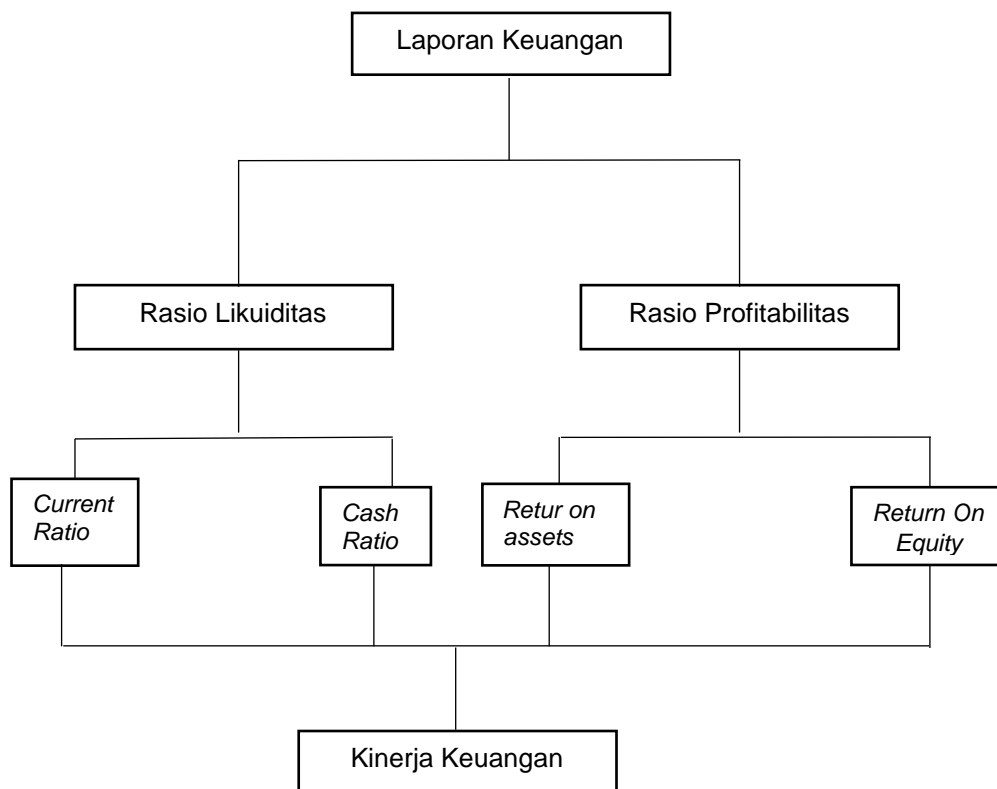 Laporan Keuangan
Rasio Likuiditas
Rasio Profitabilitas
Current
Ratio
Cash
Ratio
Retur on
assets
Return On
Equity
Kinerja Keuangan